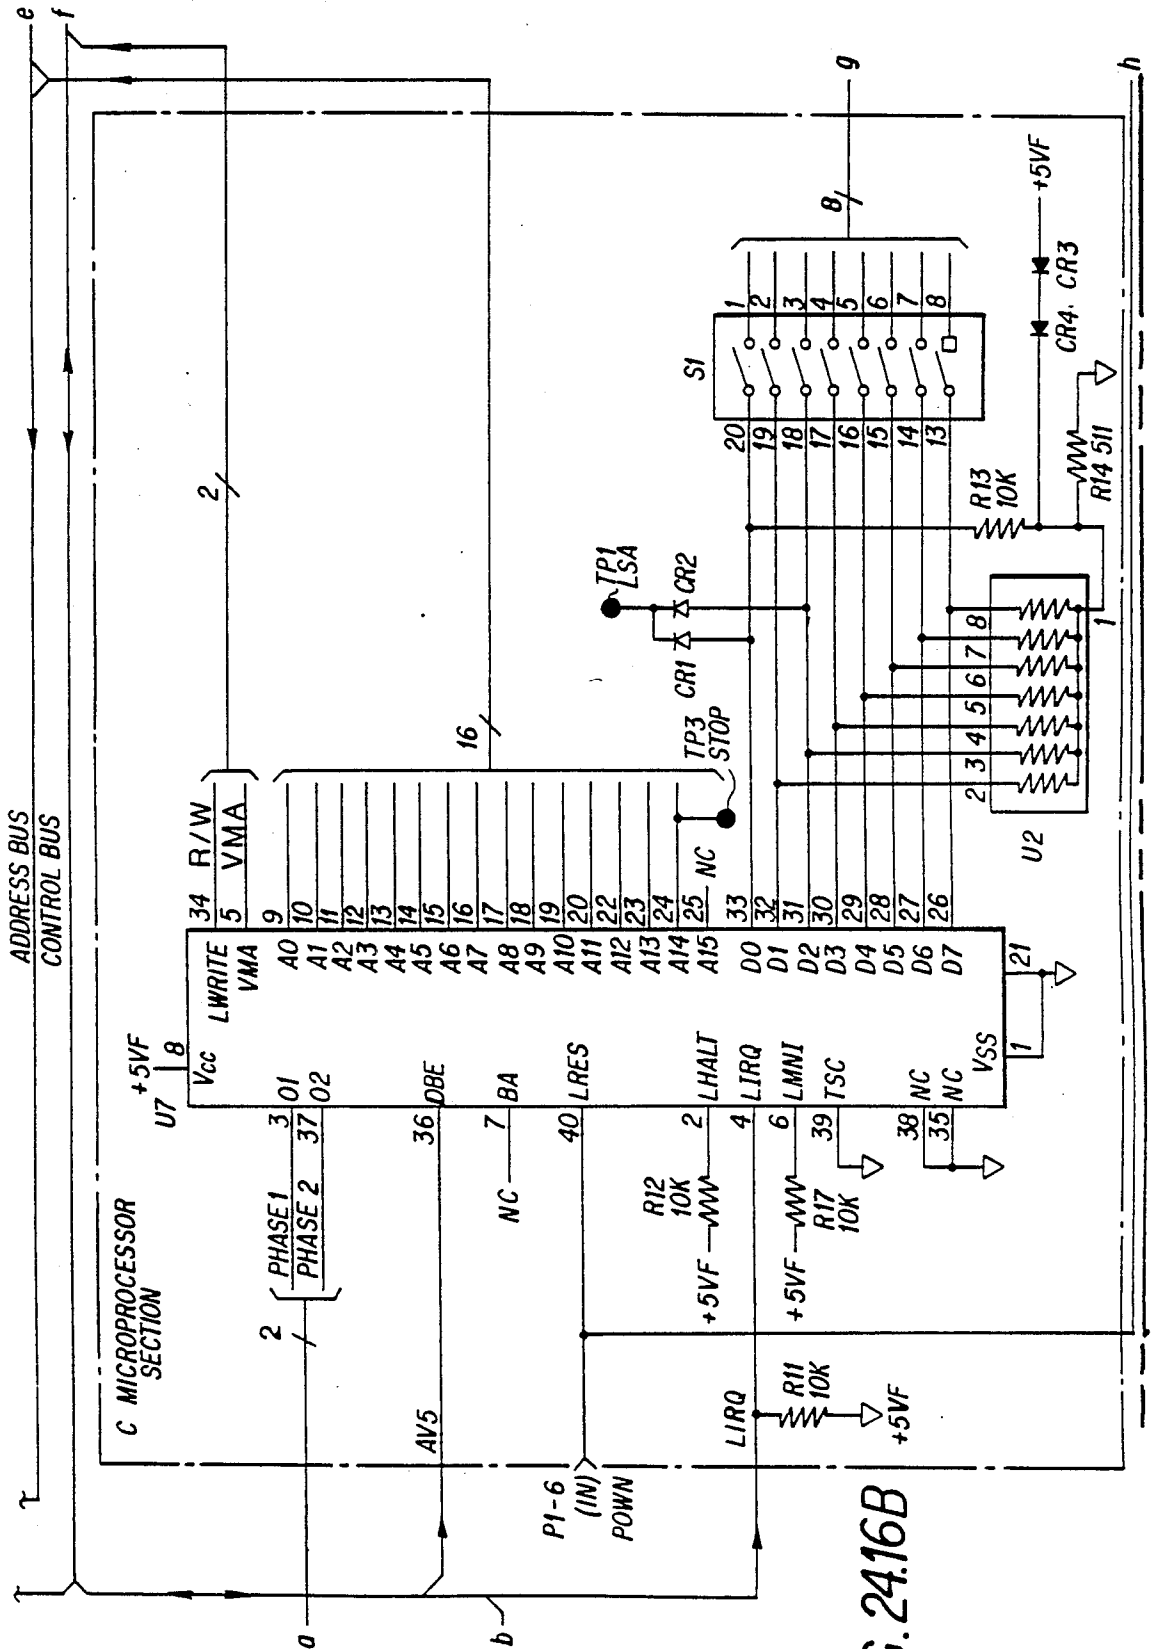 ADDRESS BUS
CONTROL BUS
e
f
C MICROPROCESSOR
SECTION
+5VF
U7
8
Vcc
2
a
PHASE 1
PHASE 2
3
37
O1
O2
AV5
36
DBE
NC
7
BA
P1-6
(IN)
POWN
40
LRES
b
+5VF
R12
10K
2
LHALT
LIRQ
4
LIRQ
R11
10K
+5VF
+5VF
R17
10K
6
LMNI
39
TSC
38
NC
35
NC
1
VSS
21
LWRITE
34
R/W
VMA
5
VMA
2
A0
9
A1
10
A2
11
A3
12
A4
13
A5
14
A6
15
A7
16
A8
17
A9
18
A10
19
A11
20
A12
22
A13
23
A14
24
A15
25
NC
16
TP3
STOP
D0
33
D1
32
D2
31
D3
30
D4
29
D5
28
D6
27
D7
26
TP1
LSA
CR1
CR2
S1
20
1
19
2
18
3
17
4
16
5
15
6
14
7
13
8
8
g
U2
2
3
4
5
6
7
8
1
R13
10K
R14 511
CR4.
CR3
+5VF
h
. 24.16B